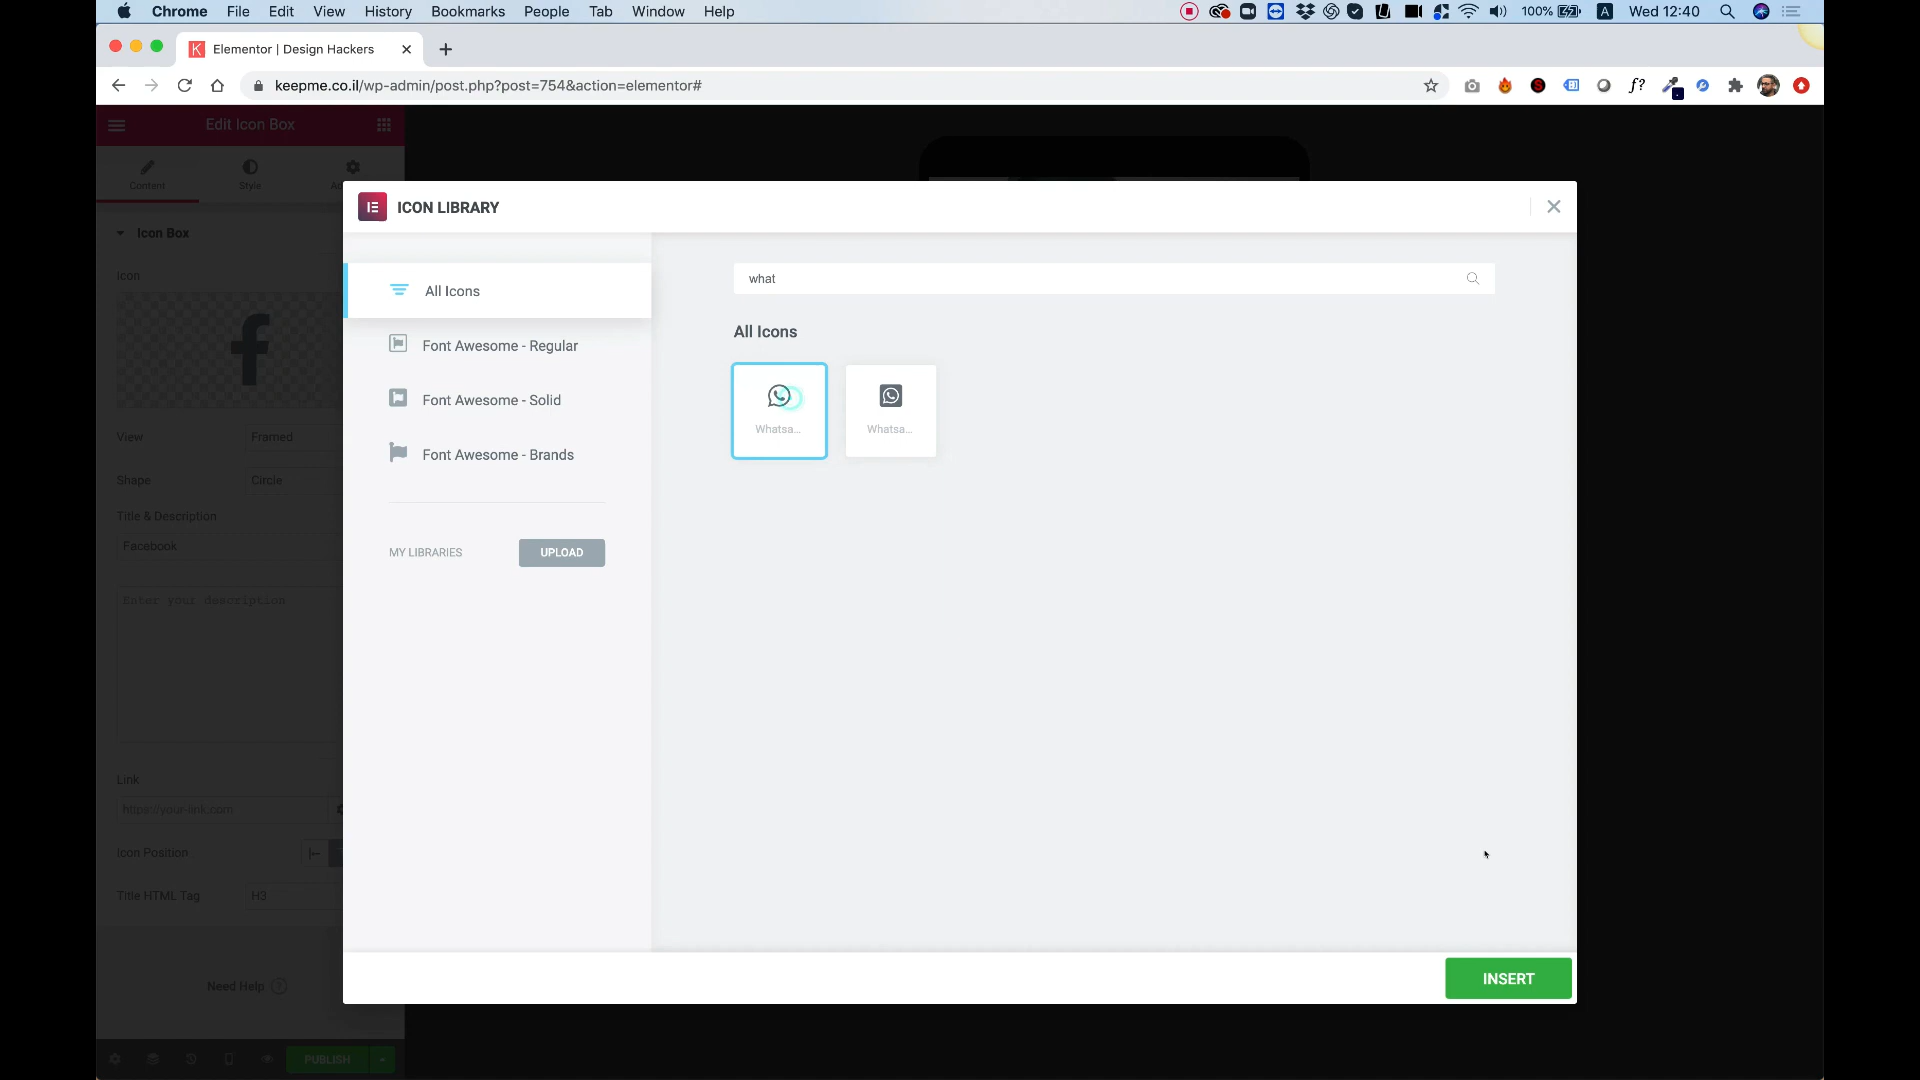 Chrome File Edit View History Bookmarks People Tab Window Help 100% A Wed 12:40
Elementor | Design Hackers
keepme.co.il/wp-admin/post.php?post=754&action=elementor#
Edit Icon Box
Content Style
ICON LIBRARY
Icon Box
Icon
View Framed
Shape Circle
Title & Description
Facebook
Enter your description
Link
https://your-link.com
Icon Position
Title HTML Tag H3
Need Help
PUBLISH
All Icons
Font Awesome - Regular
Font Awesome - Solid
Font Awesome - Brands
MY LIBRARIES UPLOAD
what
All Icons
Whatsa... Whatsa...
INSERT